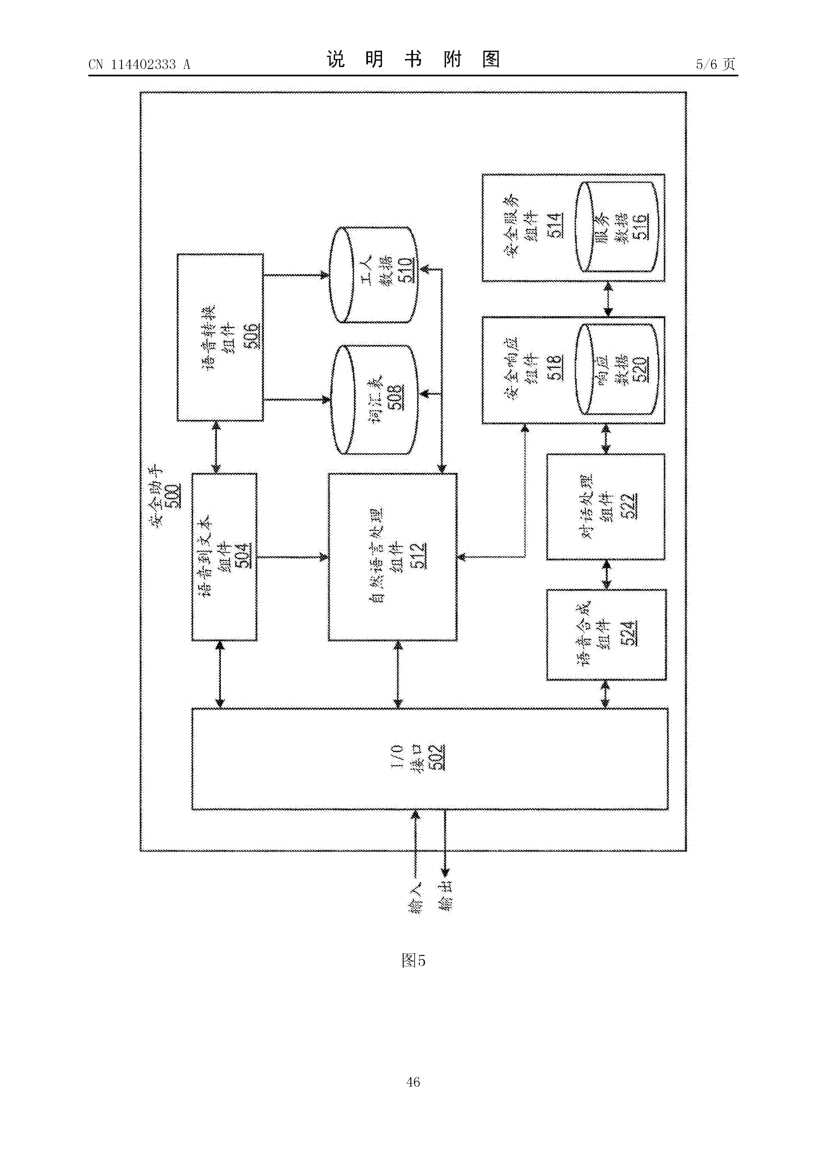 CN 114402333 A
说 明 书 附 图
5/6 页
安全助手
500
语音到文本
组件
504
语音转换
组件
506
词汇表
508
工人
数据
510
自然语言处理
组件
512
I/O
接口
502
输入
输出
语音合成
组件
524
对话处理
组件
522
安全响应
组件
518
响应
数据
520
安全服务
组件
514
服务
数据
516
图5
46